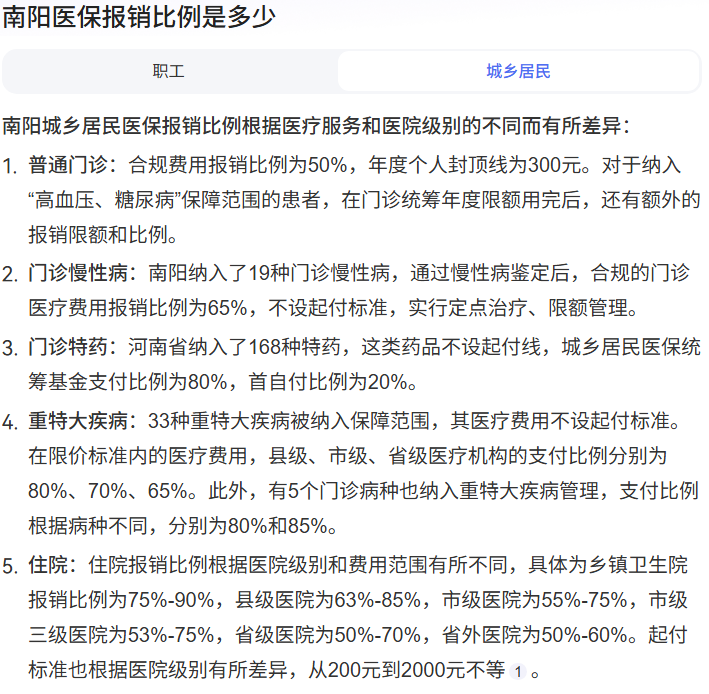 南阳医保报销比例是多少
职工
城乡居民
南阳城乡居民医保报销比例根据医疗服务和医院级别的不同而有所差异：
1. 普通门诊：合规费用报销比例为50%，年度个人封顶线为300元。对于纳入
“高血压、糖尿病”保障范围的患者，在门诊统筹年度限额用完后，还有额外的
报销限额和比例。
2. 门诊慢性病：南阳纳入了19种门诊慢性病，通过慢性病鉴定后，合规的门诊
医疗费用报销比例为65%，不设起付标准，实行定点治疗、限额管理。
3. 门诊特药：河南省纳入了168种特药，这类药品不设起付线，城乡居民医保统
筹基金支付比例为80%，首自付比例为20%。
4. 重特大疾病：33种重特大疾病被纳入保障范围，其医疗费用不设起付标准。
在限价标准内的医疗费用，县级、市级、省级医疗机构的支付比例分别为
80%、70%、65%。此外，有5个门诊病种也纳入重特大疾病管理，支付比例
根据病种不同，分别为80%和85%。
5. 住院：住院报销比例根据医院级别和费用范围有所不同，具体为乡镇卫生院
报销比例为75%-90%，县级医院为63%-85%，市级医院为55%-75%，市级
三级医院为53%-75%，省级医院为50%-70%，省外医院为50%-60%。起付
标准也根据医院级别有所差异，从200元到2000元不等 1 。